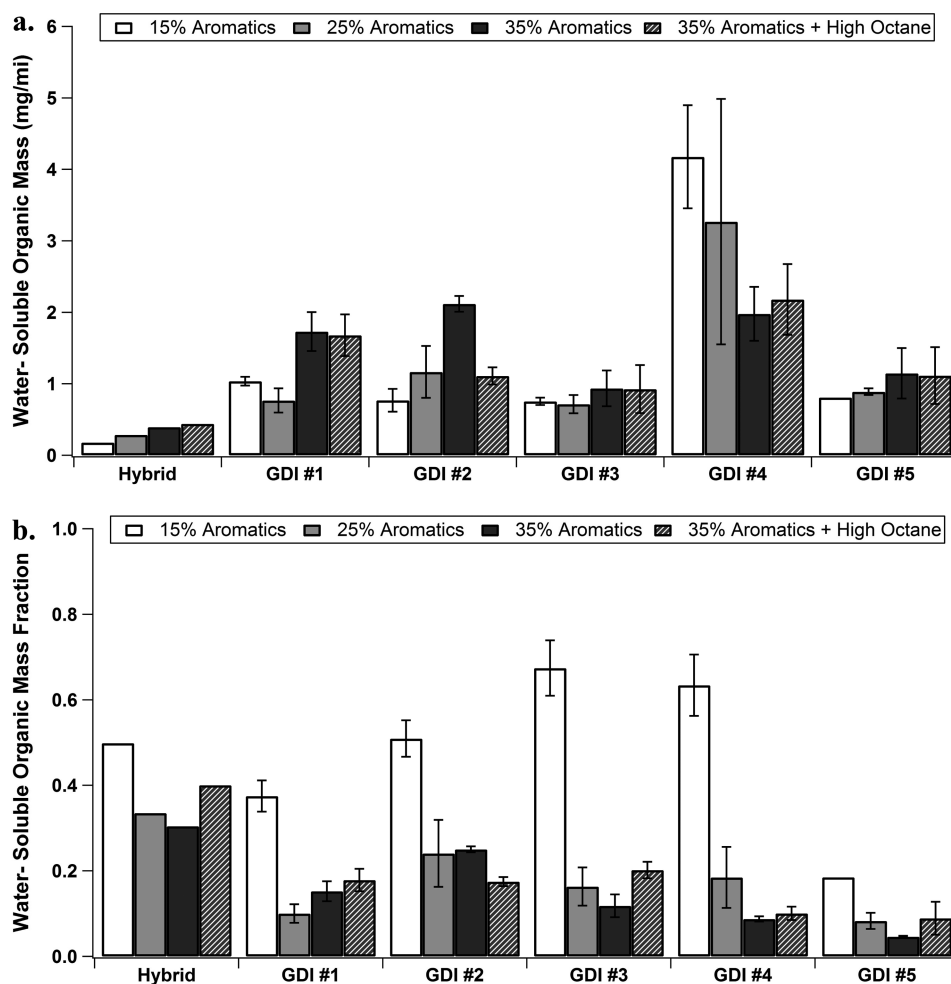 a.
15% Aromatics 25% Aromatics 35% Aromatics 35% Aromatics + High Octane
Water- Soluble Organic Mass (mg/mi)
6
5
4
3
2
1
0
Hybrid GDI #1 GDI #2 GDI #3 GDI #4 GDI #5
b.
15% Aromatics 25% Aromatics 35% Aromatics 35% Aromatics + High Octane
Water- Soluble Organic Mass Fraction
1.0
0.8
0.6
0.4
0.2
0.0
Hybrid GDI #1 GDI #2 GDI #3 GDI #4 GDI #5